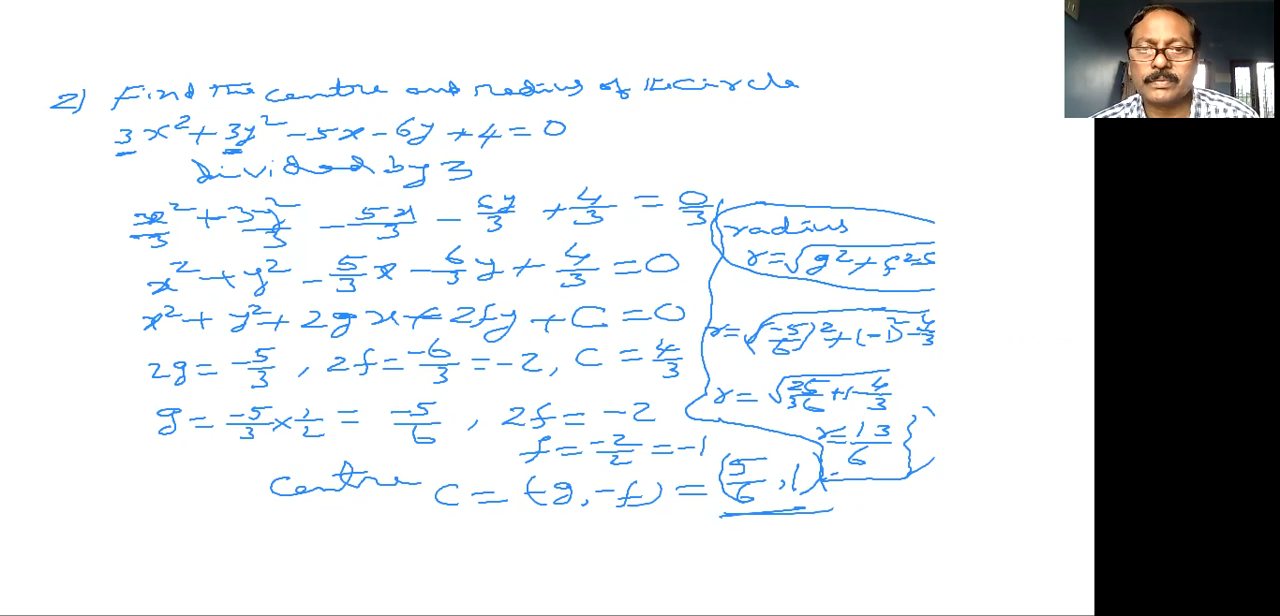 2) Find the centre and radius of the circle
3x² + 3y² - 5x - 6y + 4 = 0
Divided by 3
3x²/3 + 3y²/3 - 5x/3 - 6y/3 + 4/3 = 0/3
x² + y² - 5/3 x - 6/3 y + 4/3 = 0
x² + y² + 2gx + 2fy + C = 0
2g = -5/3 , 2f = -6/3 = -2, C = 4/3
g = -5/3 × 1/2 = -5/6 , 2f = -2
f = -2/2 = -1
centre C = (-g, -f) = (5/6 , 1)
radius
r = √g² + f² - c
r = √(-5/6)² + (-1)² - 4/3
r = √25/36 + 1 - 4/3
r = 13/6